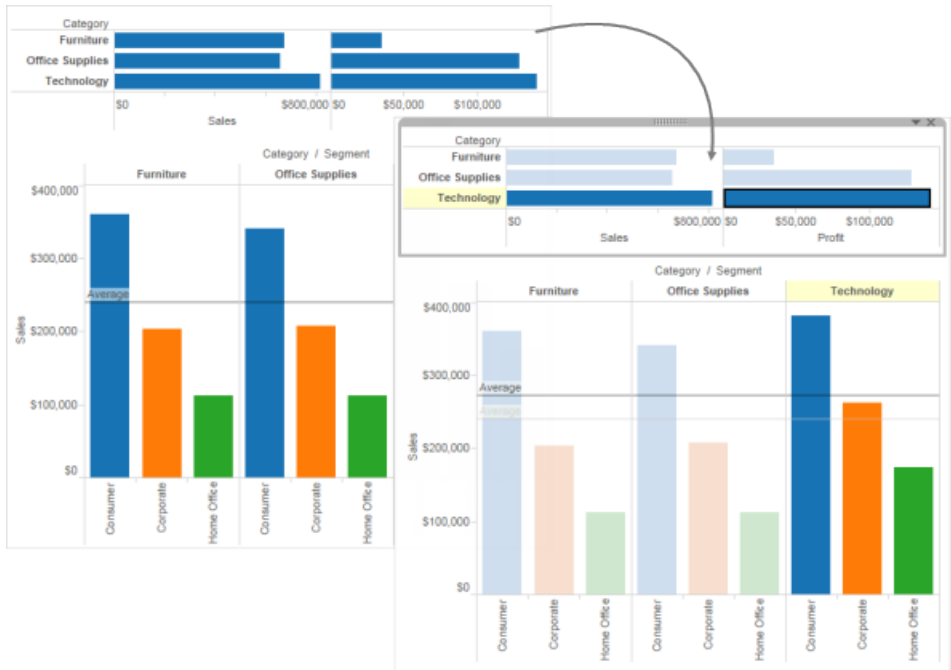 Category
Furniture
Office Supplies
Technology
$0 $800,000 $0 $50,000 $100,000
Sales
Category / Segment
Furniture Office Supplies
$400,000
$300,000
Average
$200,000
$100,000
$0
Sales
Consumer Corporate Home Office Consumer Corporate Home Office
Category
Furniture
Office Supplies
Technology
$0 $800,000 $0 $50,000 $100,000
Sales Profit
Category / Segment
Furniture Office Supplies Technology
$400,000
$300,000
Average
Average
$200,000
$100,000
$0
Sales
Consumer Corporate Home Office Consumer Corporate Home Office Consumer Corporate Home Office